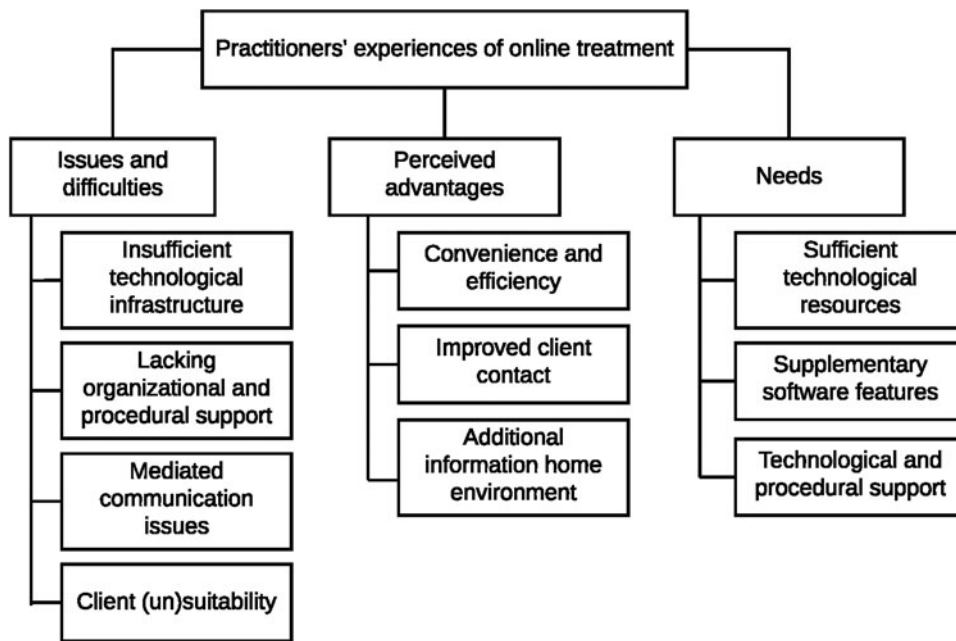 Practitioners' experiences of online treatment
Issues and
difficulties
Insufficient
technological
infrastructure
Lacking
organizational and
procedural support
Mediated
communication
issues
Client (un)suitability
Perceived
advantages
Convenience and
efficiency
Improved client
contact
Additional
information home
environment
Needs
Sufficient
technological
resources
Supplementary
software features
Technological and
procedural support